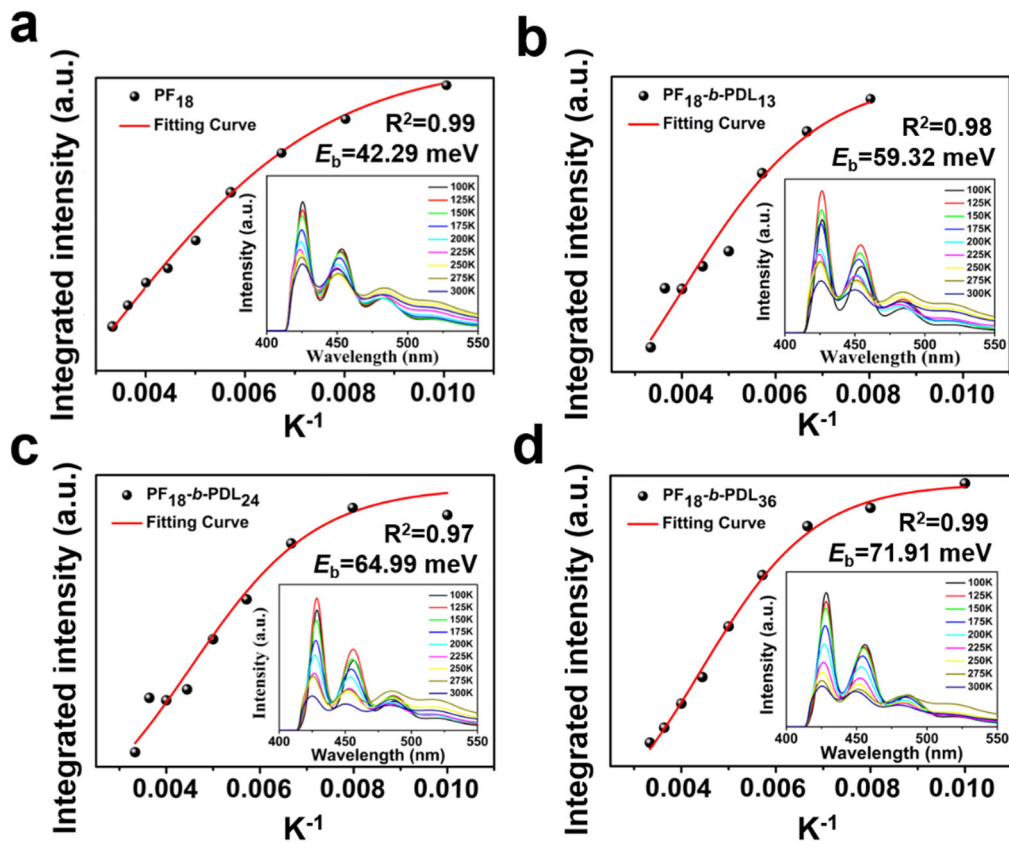 a
Integrated intensity (a.u.)
PF18
Fitting Curve
R²=0.99
Eb=42.29 meV
Intensity (a.u.)
100K
125K
150K
175K
200K
225K
250K
275K
300K
400 450 500 550
Wavelength (nm)
0.004 0.006 0.008 0.010
K⁻¹
b
Integrated intensity (a.u.)
PF18-b-PDL13
Fitting Curve
R²=0.98
Eb=59.32 meV
Intensity (a.u.)
100K
125K
150K
175K
200K
225K
250K
275K
300K
400 450 500 550
Wavelength (nm)
0.004 0.006 0.008 0.010
K⁻¹
c
Integrated intensity (a.u.)
PF18-b-PDL24
Fitting Curve
R²=0.97
Eb=64.99 meV
Intensity (a.u.)
100K
125K
150K
175K
200K
225K
250K
275K
300K
400 450 500 550
Wavelength (nm)
0.004 0.006 0.008 0.010
K⁻¹
d
Integrated intensity (a.u.)
PF18-b-PDL36
Fitting Curve
R²=0.99
Eb=71.91 meV
Intensity (a.u.)
100K
125K
150K
175K
200K
225K
250K
275K
300K
400 450 500 550
Wavelength (nm)
0.004 0.006 0.008 0.010
K⁻¹